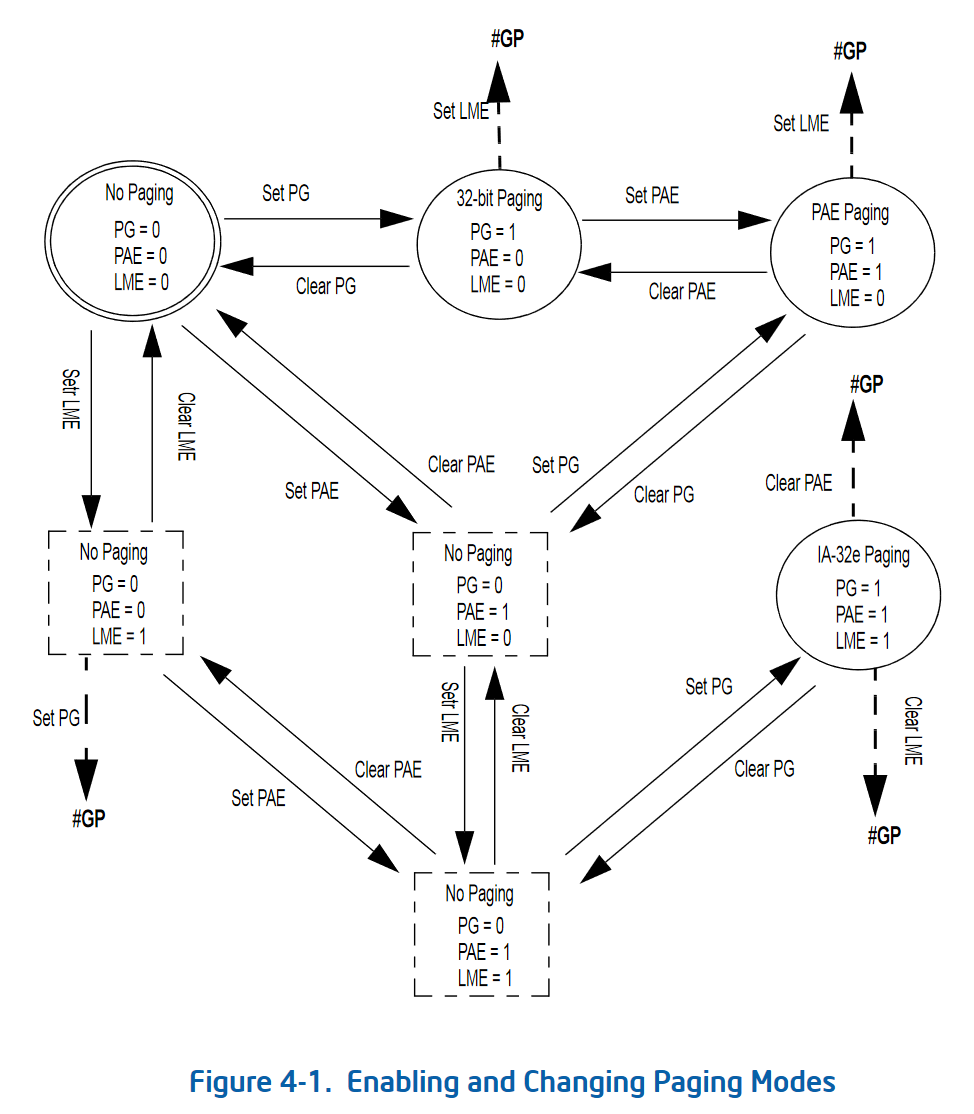 #GP
#GP
Set LME
Set LME
No Paging
PG = 0
PAE = 0
LME = 0
Set PG
Clear PG
32-bit Paging
PG = 1
PAE = 0
LME = 0
Set PAE
Clear PAE
PAE Paging
PG = 1
PAE = 1
LME = 0
Setr LME
Clear LME
Set PAE
Clear PAE
Set PG
Clear PG
#GP
Clear PAE
No Paging
PG = 0
PAE = 0
LME = 1
No Paging
PG = 0
PAE = 1
LME = 0
IA-32e Paging
PG = 1
PAE = 1
LME = 1
Set PG
#GP
Set PAE
Clear PAE
Setr LME
Clear LME
Set PG
Clear PG
Clear LME
#GP
No Paging
PG = 0
PAE = 1
LME = 1
Figure 4-1. Enabling and Changing Paging Modes